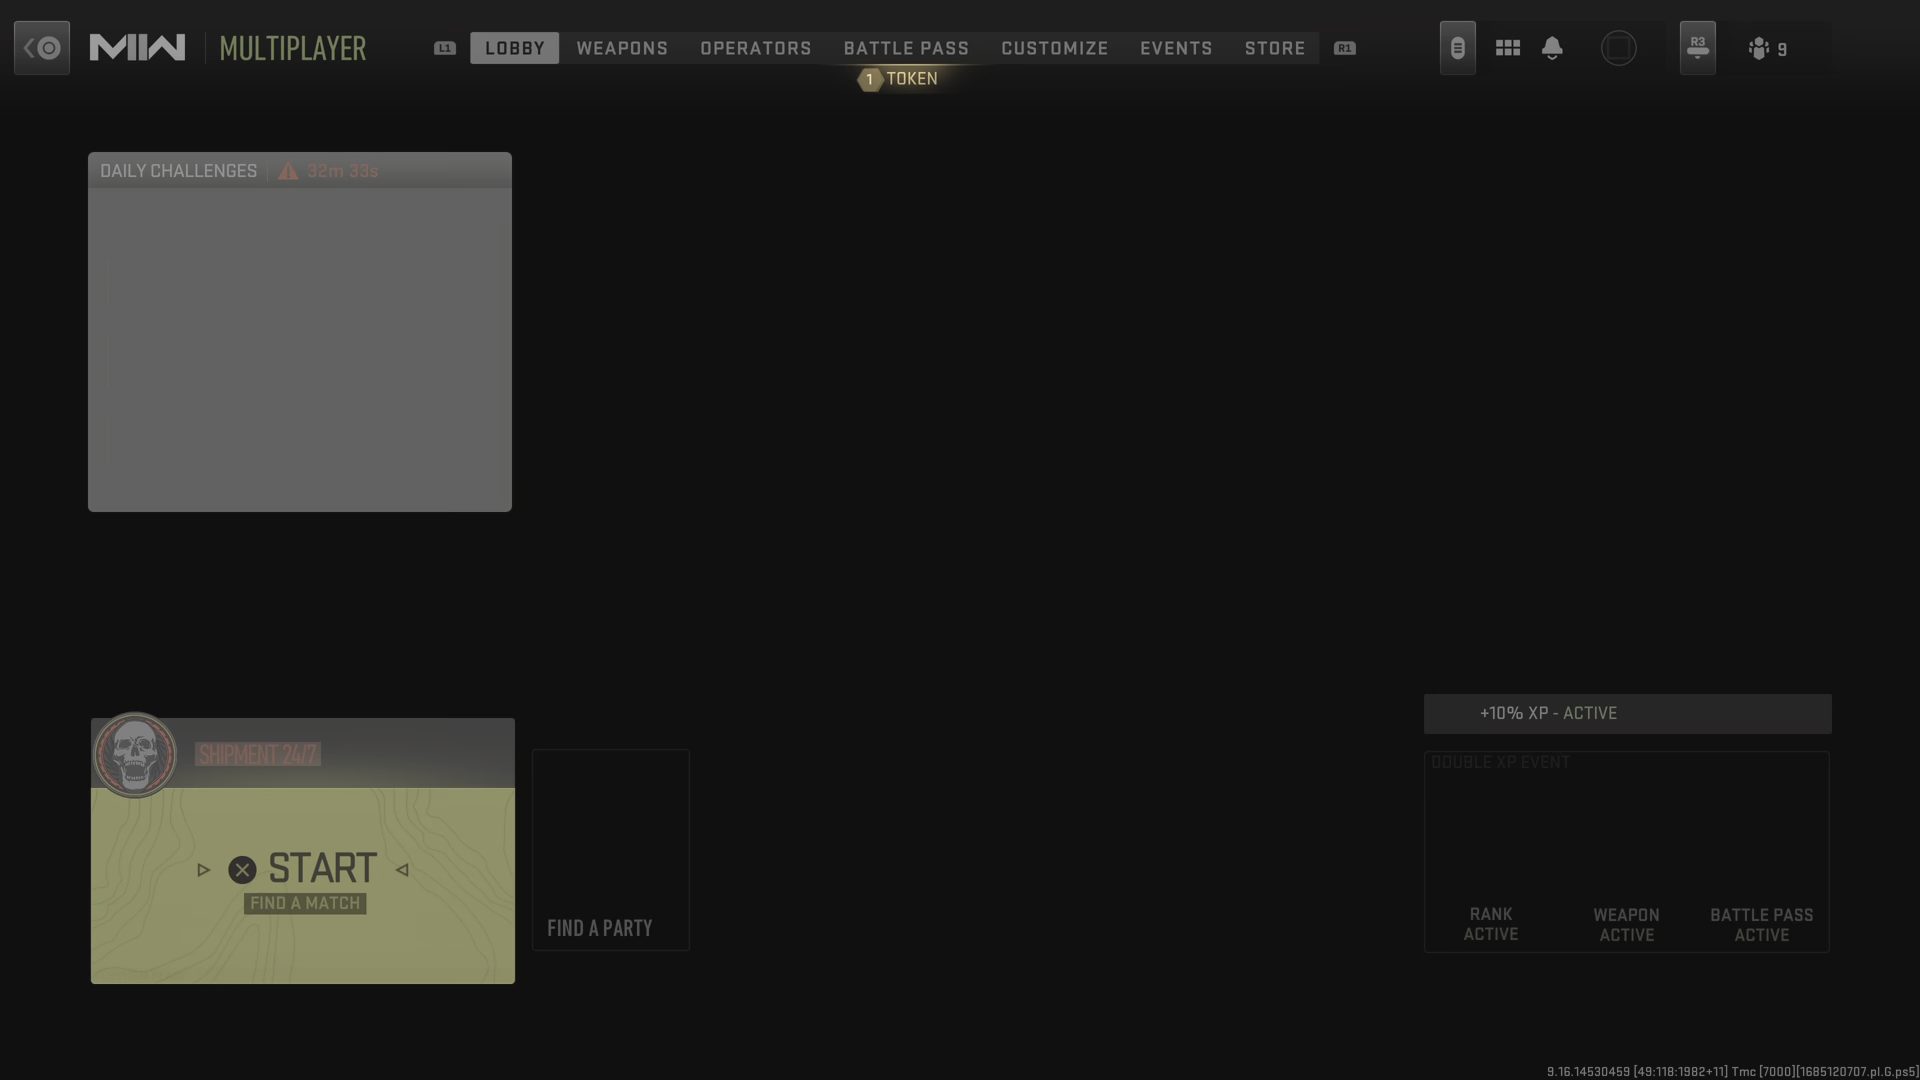 MW
MULTIPLAYER
L1
LOBBY
WEAPONS
OPERATORS
BATTLE PASS
CUSTOMIZE
EVENTS
STORE
R1
R3
9
1 TOKEN
DAILY CHALLENGES
32m 33s
SHIPMENT 24/7
START
FIND A MATCH
FIND A PARTY
+10% XP - ACTIVE
DOUBLE XP EVENT
RANK
ACTIVE
WEAPON
ACTIVE
BATTLE PASS
ACTIVE
9.16.14530459 [49:118:1982+11] Tmc [7000][1685120707.pl.G.ps5]